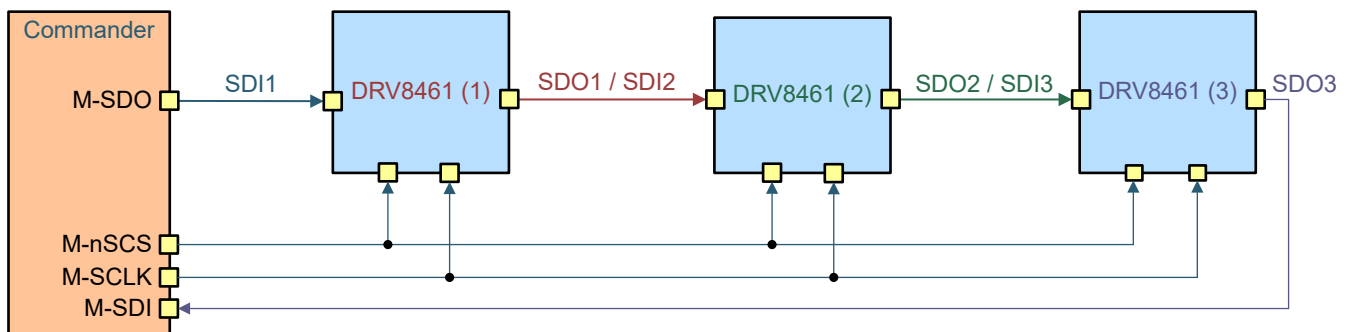 Commander
M-SDO
SDI1
DRV8461 (1)
SDO1 / SDI2
DRV8461 (2)
SDO2 / SDI3
DRV8461 (3)
SDO3
M-nSCS
M-SCLK
M-SDI